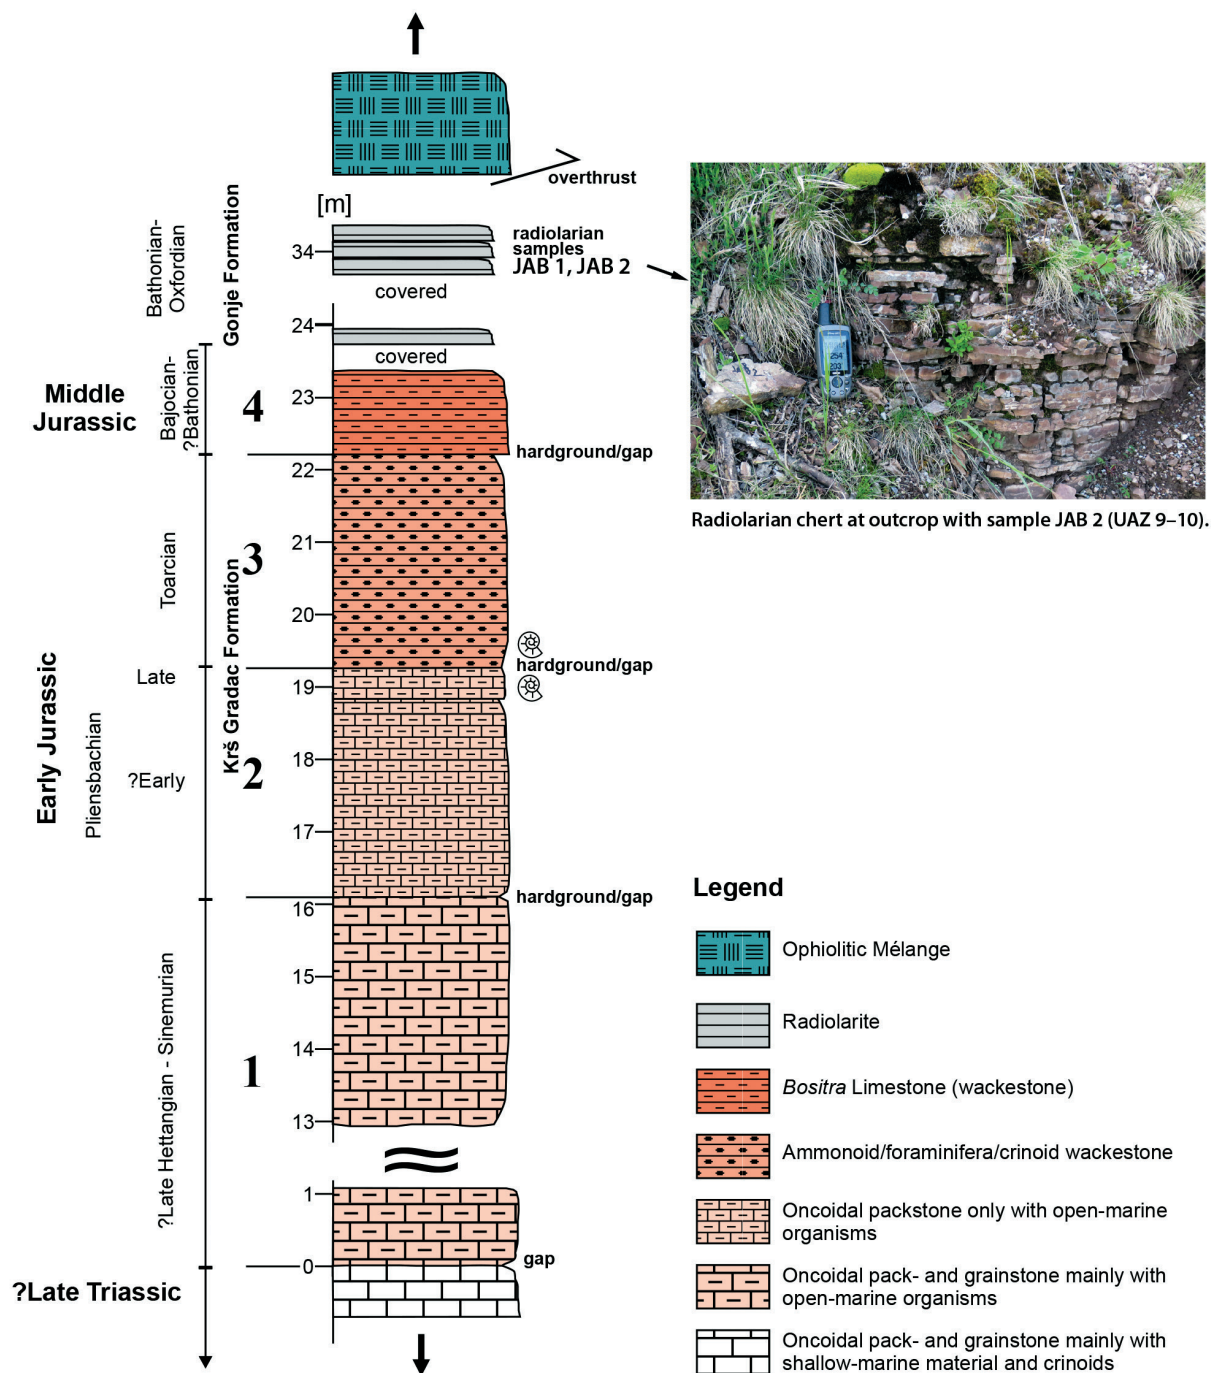 overthrust
[m]
Bathonian-
Oxfordian
Gonje Formation
34
radiolarian
samples
JAB 1, JAB 2
covered
24
covered
Middle
Jurassic
Bajocian-
?Bathonian
4
23
hardground/gap
22
Toarcian
3
21
20
Krš Gradac Formation
hardground/gap
Early Jurassic
Pliensbachian
Late
19
?Early
2
18
17
hardground/gap
16
?Late Hettangian - Sinemurian
1
15
14
13
1
gap
0
?Late Triassic
254
203
Radiolarian chert at outcrop with sample JAB 2 (UAZ 9–10).
Legend
Ophiolitic Mélange
Radiolarite
Bositra Limestone (wackestone)
Ammonoid/foraminifera/crinoid wackestone
Oncoidal packstone only with open-marine
organisms
Oncoidal pack- and grainstone mainly with
open-marine organisms
Oncoidal pack- and grainstone mainly with
shallow-marine material and crinoids